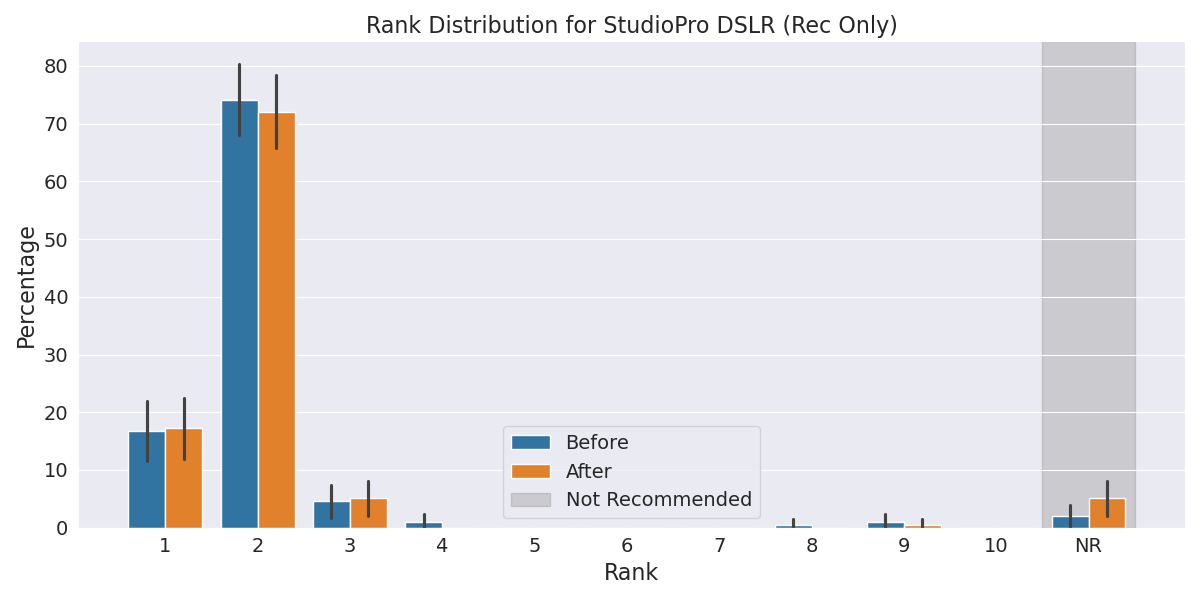 Rank Distribution for StudioPro DSLR (Rec Only)
Percentage
80
70
60
50
40
30
20
10
0
Before
After
Not Recommended
1 2 3 4 5 6 7 8 9 10 NR
Rank